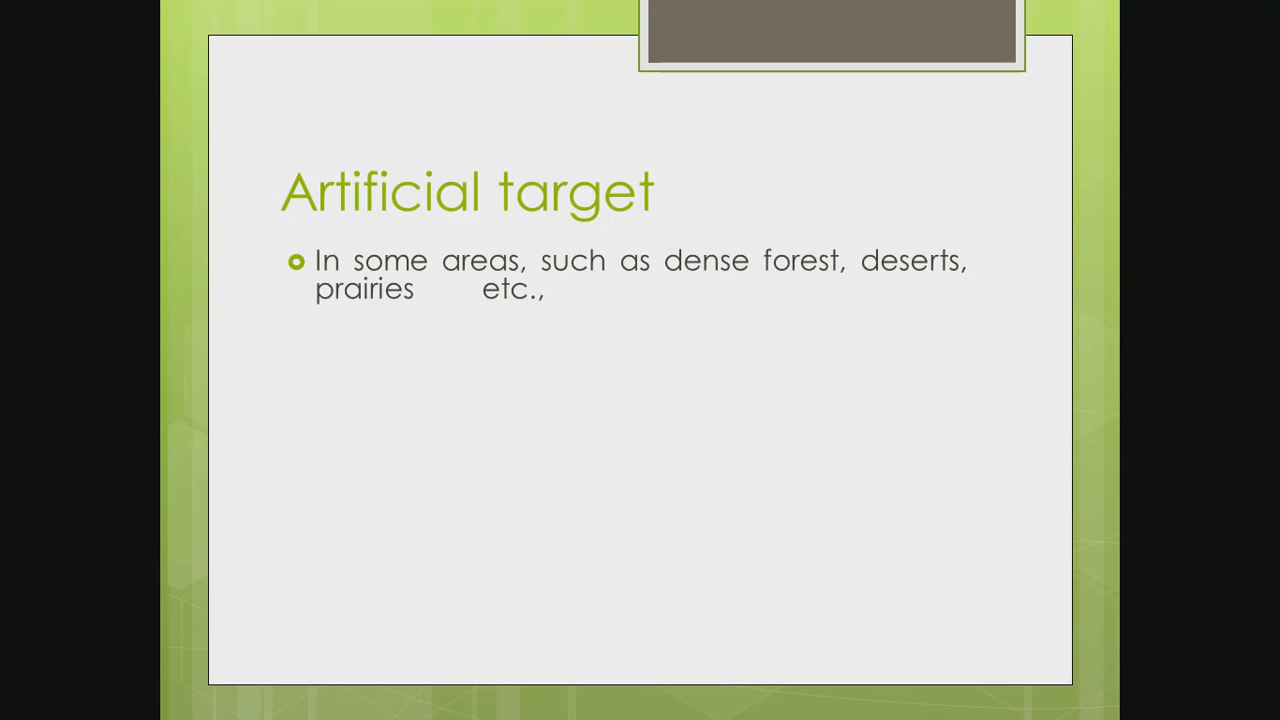 Artificial target
In some areas, such as dense forest, deserts,
prairies etc.,